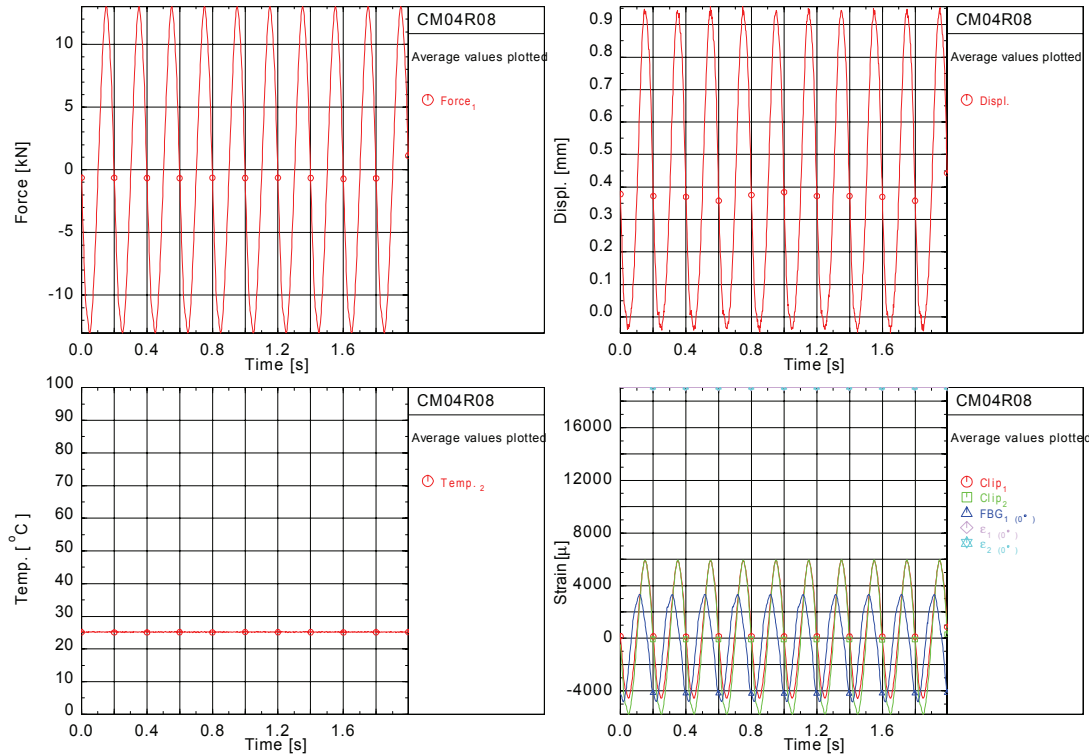 CM04R08
Average values plotted
Force1
10
5
0
-5
-10
Force [kN]
0.0 0.4 0.8 1.2 1.6
Time [s]
CM04R08
Average values plotted
Displ.
0.9
0.8
0.7
0.6
0.5
0.4
0.3
0.2
0.1
0.0
Displ. [mm]
0.0 0.4 0.8 1.2 1.6
Time [s]
CM04R08
Average values plotted
Temp.2
100
90
80
70
60
50
40
30
20
10
0
Temp. [°C]
0.0 0.4 0.8 1.2 1.6
Time [s]
CM04R08
Average values plotted
Clip1
Clip2
FBG1 (0°)
ε1 (0°)
ε2 (0°)
16000
12000
8000
4000
0
-4000
Strain [μ]
0.0 0.4 0.8 1.2 1.6
Time [s]